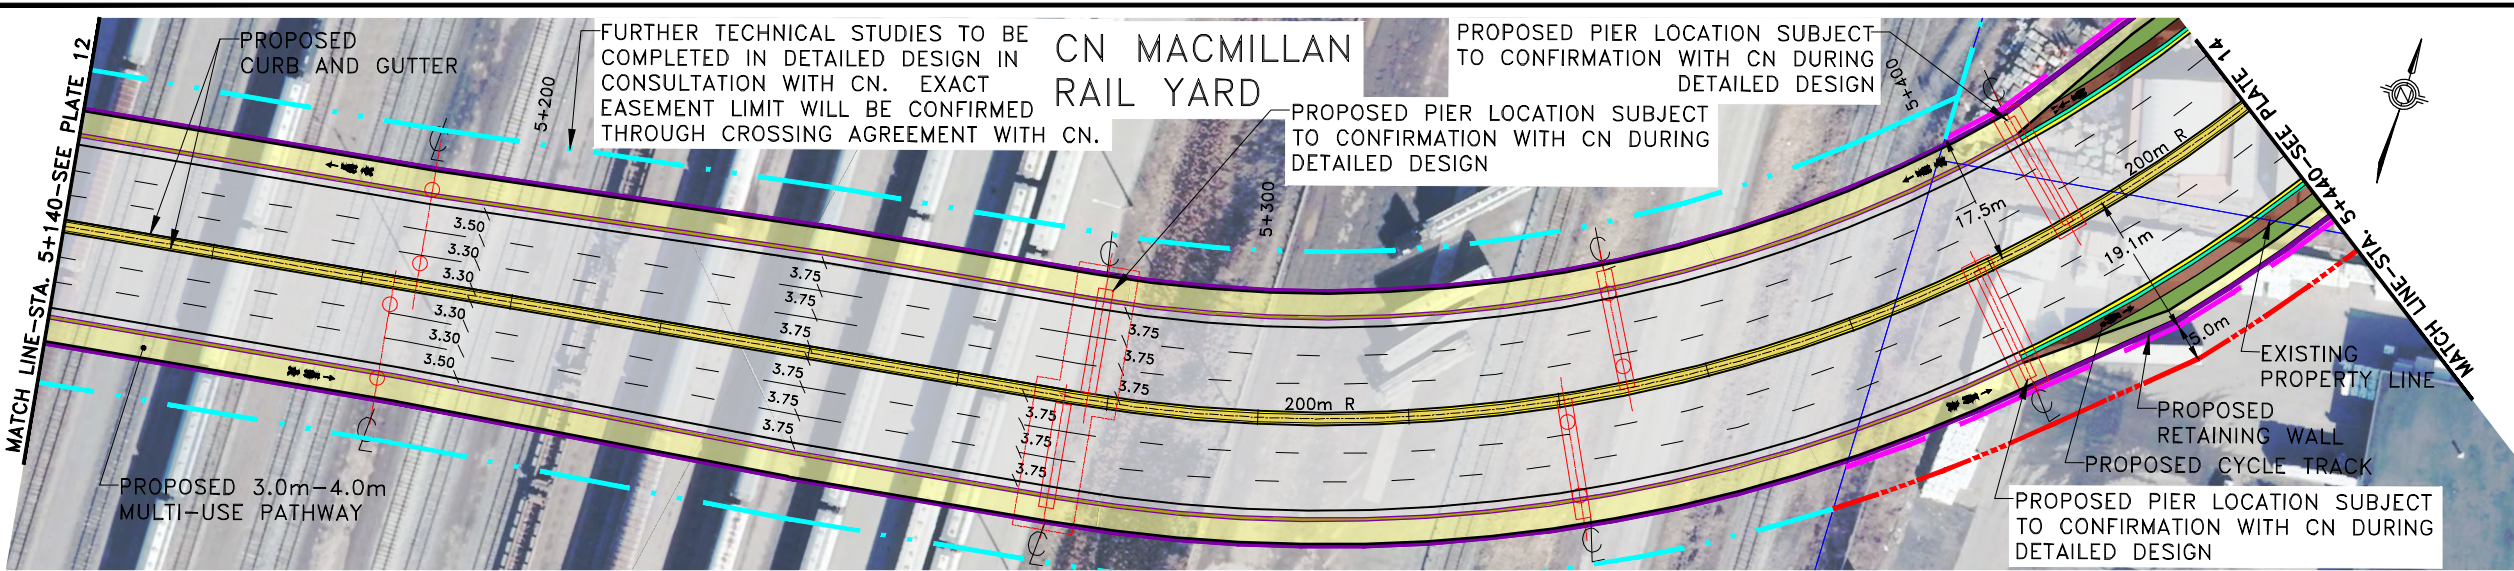 MATCH LINE-STA. 5+140-SEE PLATE 12
PROPOSED
CURB AND GUTTER
5+200
FURTHER TECHNICAL STUDIES TO BE
COMPLETED IN DETAILED DESIGN IN
CONSULTATION WITH CN. EXACT
EASEMENT LIMIT WILL BE CONFIRMED
THROUGH CROSSING AGREEMENT WITH CN.
CN MACMILLAN
RAIL YARD
PROPOSED PIER LOCATION SUBJECT
TO CONFIRMATION WITH CN DURING
DETAILED DESIGN
PROPOSED PIER LOCATION SUBJECT
TO CONFIRMATION WITH CN DURING
DETAILED DESIGN
5+300
5+400
3.50
3.30
3.30
3.30
3.30
3.50
3.75
3.75
3.75
3.75
3.75
3.75
3.75
3.75
3.75
3.75
3.75
3.75
200m R
200m R
17.5m
19.1m
5.0m
MATCH LINE-STA. 5+440-SEE PLATE 14
N
EXISTING
PROPERTY LINE
PROPOSED
RETAINING WALL
PROPOSED CYCLE TRACK
PROPOSED PIER LOCATION SUBJECT
TO CONFIRMATION WITH CN DURING
DETAILED DESIGN
PROPOSED 3.0m-4.0m
MULTI-USE PATHWAY